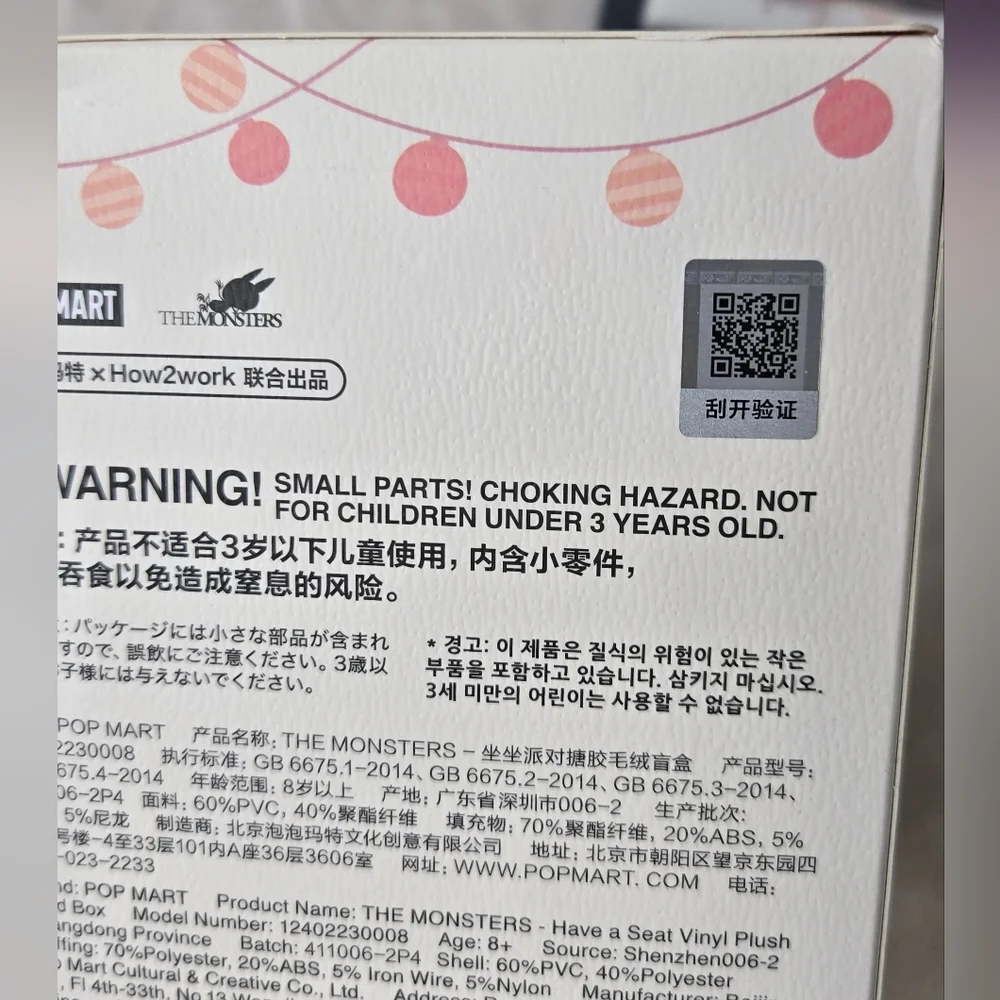 MART
THE MONSTERS
玛特×How2work 联合出品
刮开验证
WARNING! SMALL PARTS! CHOKING HAZARD. NOT
FOR CHILDREN UNDER 3 YEARS OLD.
: 产品不适合3岁以下儿童使用, 内含小零件,
吞食以免造成窒息的风险。
: パッケージには小さな部品が含まれ
すので、誤飲にご注意ください。3歳以
子様には与えないでください。
* 경고: 이 제품은 질식의 위험이 있는 작은
부품을 포함하고 있습니다. 삼키지 마십시오.
3세 미만의 어린이는 사용할 수 없습니다.
POP MART 产品名称: THE MONSTERS – 坐坐派对搪胶毛绒盲盒 产品型号:
2230008 执行标准: GB 6675.1–2014、GB 6675.2–2014、GB 6675.3–2014、
675.4–2014 年龄范围: 8岁以上 产地: 广东省深圳市006–2 生产批次:
06–2P4 面料: 60%PVC, 40%聚酯纤维 填充物: 70%聚酯纤维, 20%ABS, 5%
5%尼龙 制造商: 北京泡泡玛特文化创意有限公司 地址: 北京市朝阳区望京东园四
号楼–4至33层101内A座36层3606室 网址: WWW.POPMART. COM 电话:
–023–2233
nd: POP MART Product Name: THE MONSTERS - Have a Seat Vinyl Plush
d Box Model Number: 12402230008 Age: 8+ Source: Shenzhen006-2
angdong Province Batch: 411006-2P4 Shell: 60%PVC, 40%Polyester
ffing: 70%Polyester, 20%ABS, 5% Iron Wire, 5%Nylon Manufacturer: Beijin
p Mart Cultural & Creative Co., Ltd. Address:
, Fl 4th-33th, No.13